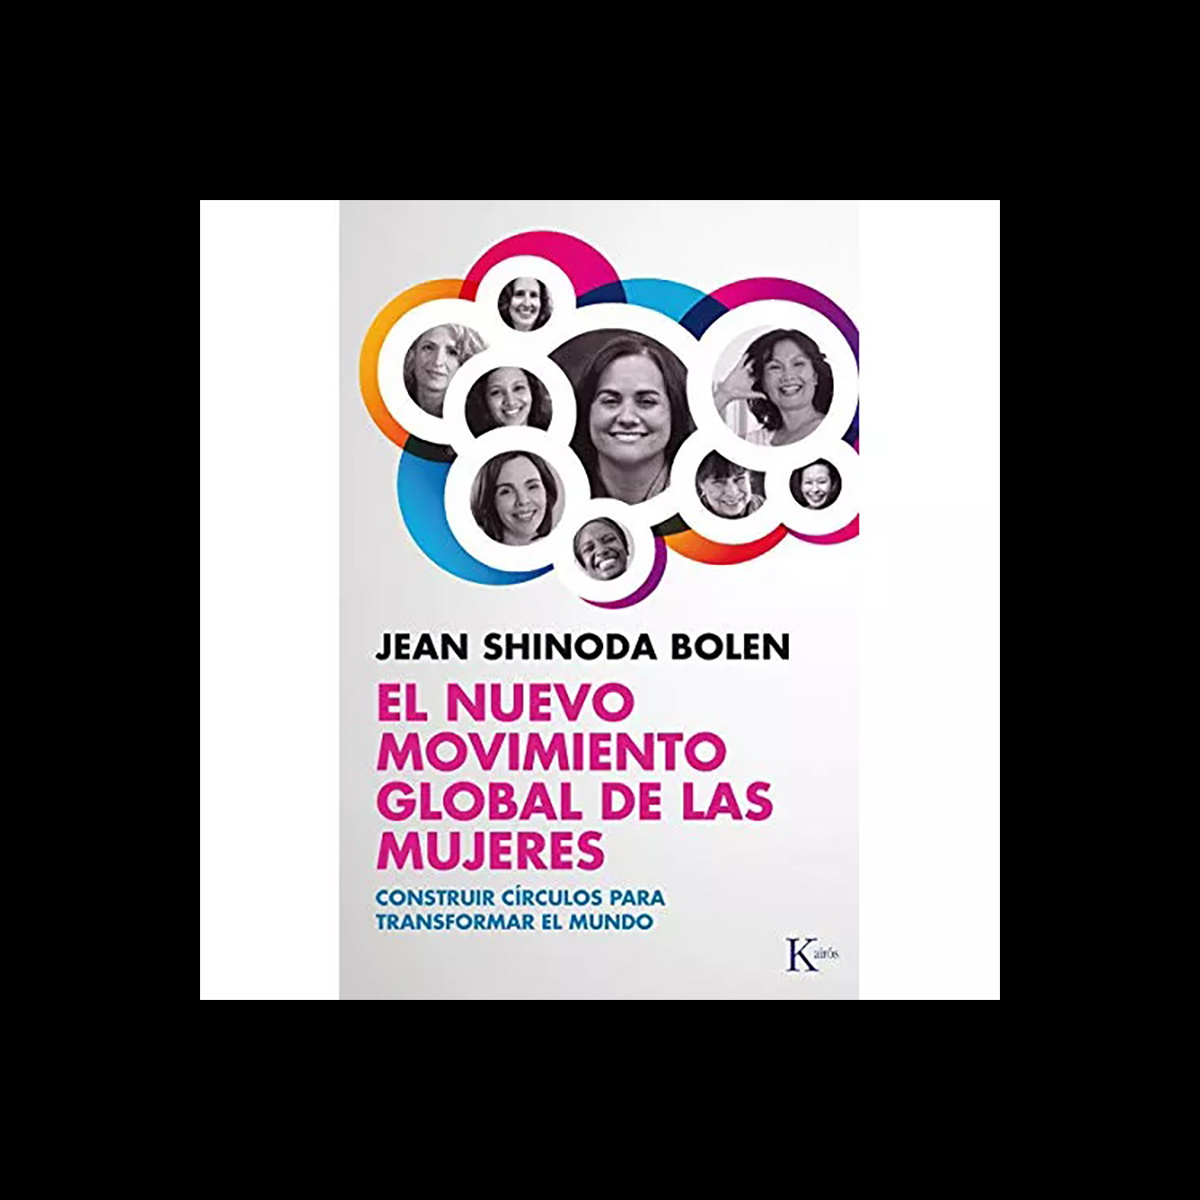 JEAN SHINODA BOLEN
EL NUEVO
MOVIMIENTO
GLOBAL DE LAS
MUJERES
CONSTRUIR CÍRCULOS PARA
TRANSFORMAR EL MUNDO
Kairós